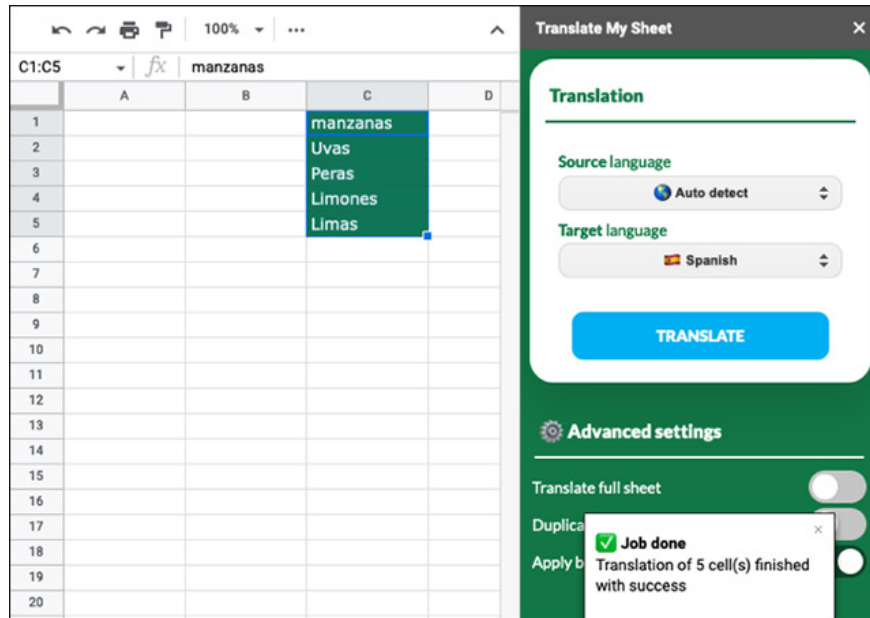 100%
Translate My Sheet
C1:C5
fx
manzanas
A B C D
Translation
1 manzanas
2 Uvas
3 Peras
4 Limones
5 Limas
6
7
8
9
10
11
12
13
14
15
16
17
18
19
20
Source language
Auto detect
Target language
Spanish
TRANSLATE
Advanced settings
Translate full sheet
Duplica
Apply b
Job done
Translation of 5 cell(s) finished
with success